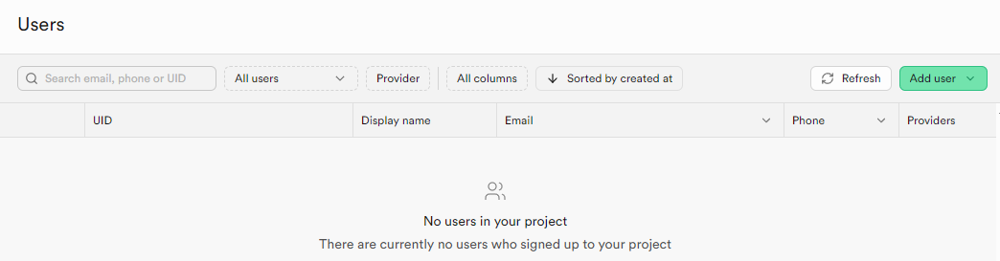 Users
Search email, phone or UID All users Provider All columns Sorted by created at Refresh Add user
UID Display name Email Phone Providers
No users in your project
There are currently no users who signed up to your project